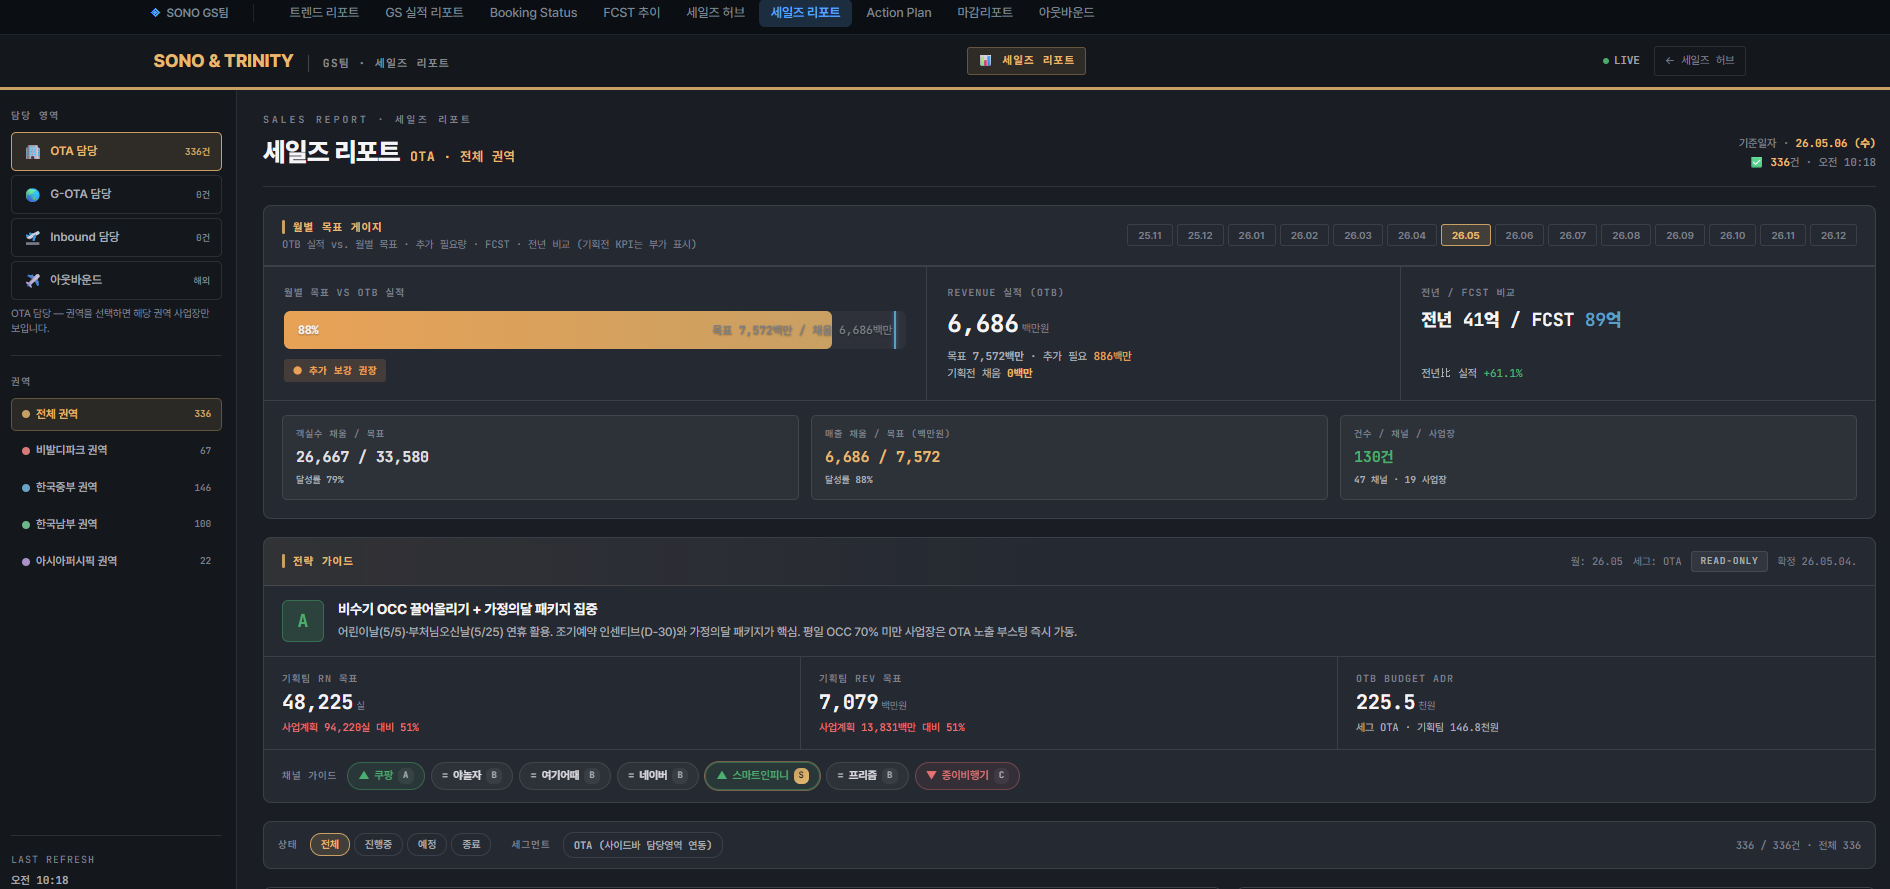 SONO GS팀
트렌드 리포트
GS 실적 리포트
Booking Status
FCST 추이
세일즈 허브
세일즈 리포트
Action Plan
마감리포트
아웃바운드
SONO & TRINITY
GS팀 · 세일즈 리포트
세일즈 리포트
LIVE
← 세일즈 허브
담당 영역
OTA 담당 336건
G-OTA 담당 0건
Inbound 담당 0건
아웃바운드 해외
OTA 담당 — 권역을 선택하면 해당 권역 사업장만
보입니다.
권역
전체 권역 336
비발디파크 권역 67
한국중부 권역 146
한국남부 권역 100
아시아퍼시픽 권역 22
LAST REFRESH
오전 10:18
SALES REPORT · 세일즈 리포트
세일즈 리포트 OTA · 전체 권역
기준일자 · 26.05.06 (수)
336건 · 오전 10:18
월별 목표 게이지
OTB 실적 vs. 월별 목표 · 추가 필요량 · FCST · 전년 비교 (기획전 KPI는 부가 표시)
25.11 25.12 26.01 26.02 26.03 26.04 26.05 26.06 26.07 26.08 26.09 26.10 26.11 26.12
월별 목표 VS OTB 실적
88% 목표 7,572백만 / 채움 6,686백만
추가 보강 권장
REVENUE 실적 (OTB)
6,686 백만원
목표 7,572백만 · 추가 필요 886백만
기획전 채움 0백만
전년 / FCST 비교
전년 41억 / FCST 89억
전년比 실적 +61.1%
객실수 채움 / 목표
26,667 / 33,580
달성률 79%
매출 채움 / 목표 (백만원)
6,686 / 7,572
달성률 88%
건수 / 채널 / 사업장
130건
47 채널 · 19 사업장
전략 가이드
월: 26.05 세그: OTA READ-ONLY 확정 26.05.04.
A
비수기 OCC 끌어올리기 + 가정의달 패키지 집중
어린이날(5/5)·부처님오신날(5/25) 연휴 활용. 조기예약 인센티브(D-30)와 가정의달 패키지가 핵심. 평일 OCC 70% 미만 사업장은 OTA 노출 부스팅 즉시 가동.
기획팀 RN 목표
48,225 실
사업계획 94,220실 대비 51%
기획팀 REV 목표
7,079 백만원
사업계획 13,831백만 대비 51%
OTB BUDGET ADR
225.5 천원
세그 OTA · 기획팀 146.8천원
채널 가이드 ▲ 쿠팡 A = 야놀자 B = 여기어때 B = 네이버 B ▲ 스마트인피니 S = 프리즘 B ▼ 종이비행기 C
상태 전체 진행중 예정 종료 세그먼트 OTA (사이드바 담당영역 연동)
336 / 336건 · 전체 336